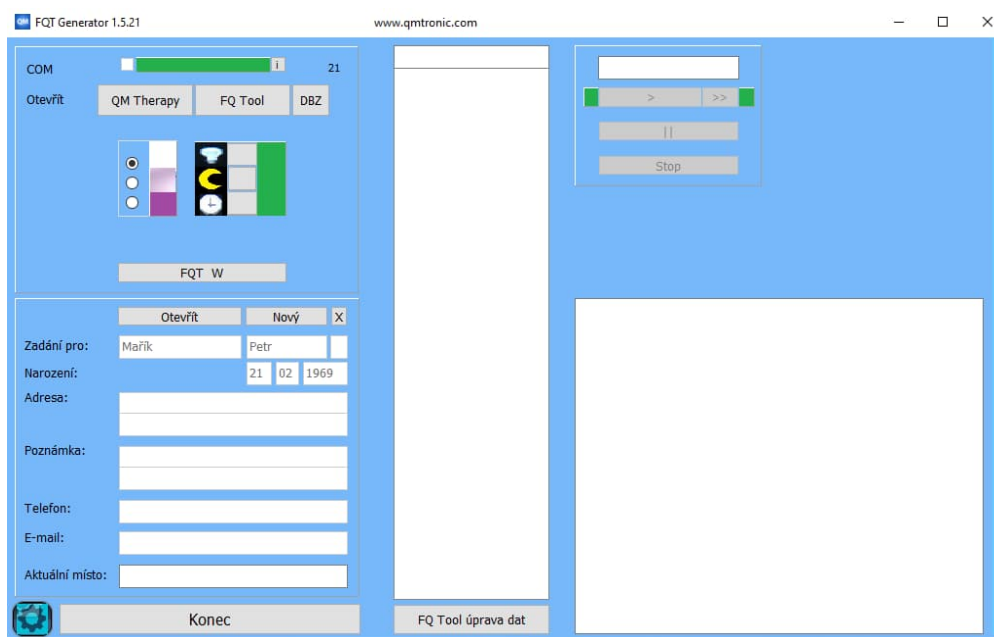 QM FQT Generator 1.5.21
www.qmtronic.com
COM
i
21
Otevřít
QM Therapy
FQ Tool
DBZ
FQT W
Otevřít
Nový
X
Zadání pro:
Mařík
Petr
Narození:
21
02
1969
Adresa:
Poznámka:
Telefon:
E-mail:
Aktuální místo:
Konec
FQ Tool úprava dat
>
>>
||
Stop